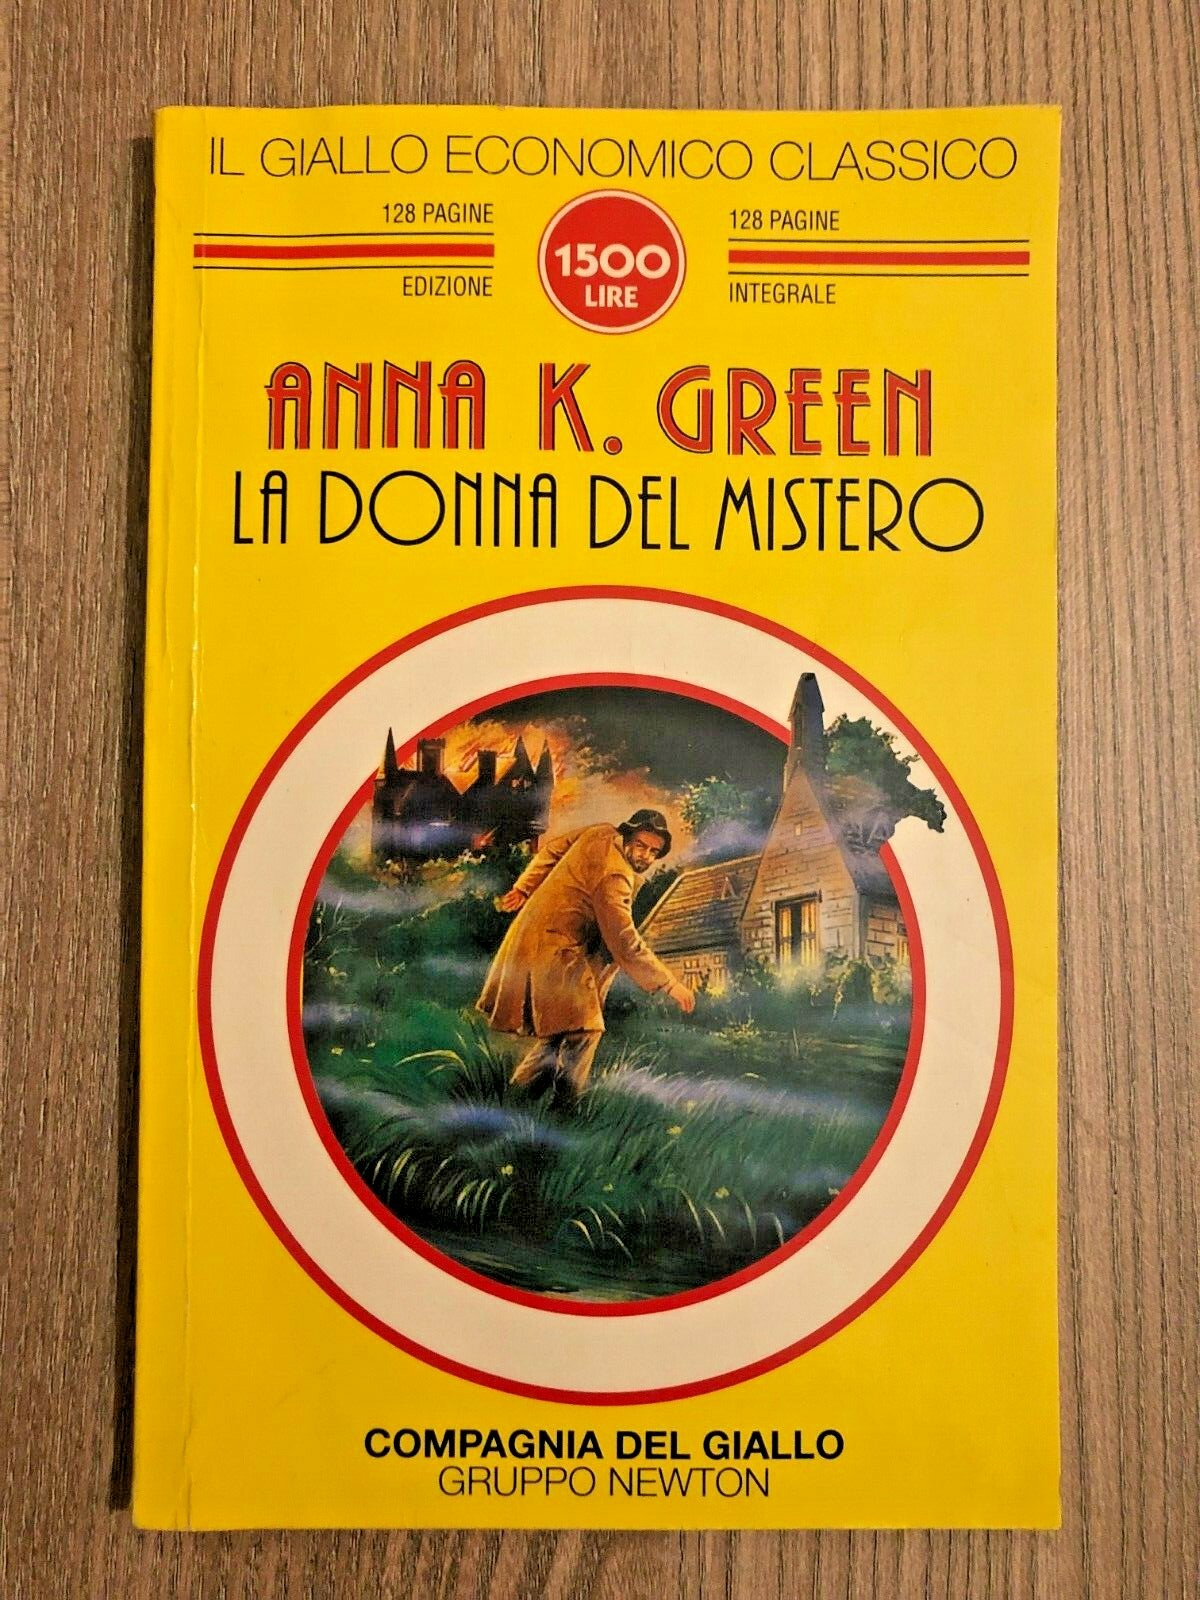 IL GIALLO ECONOMICO CLASSICO
128 PAGINE
EDIZIONE
1500
LIRE
128 PAGINE
INTEGRALE
ANNA K. GREEN
LA DONNA DEL MISTERO
COMPAGNIA DEL GIALLO
GRUPPO NEWTON